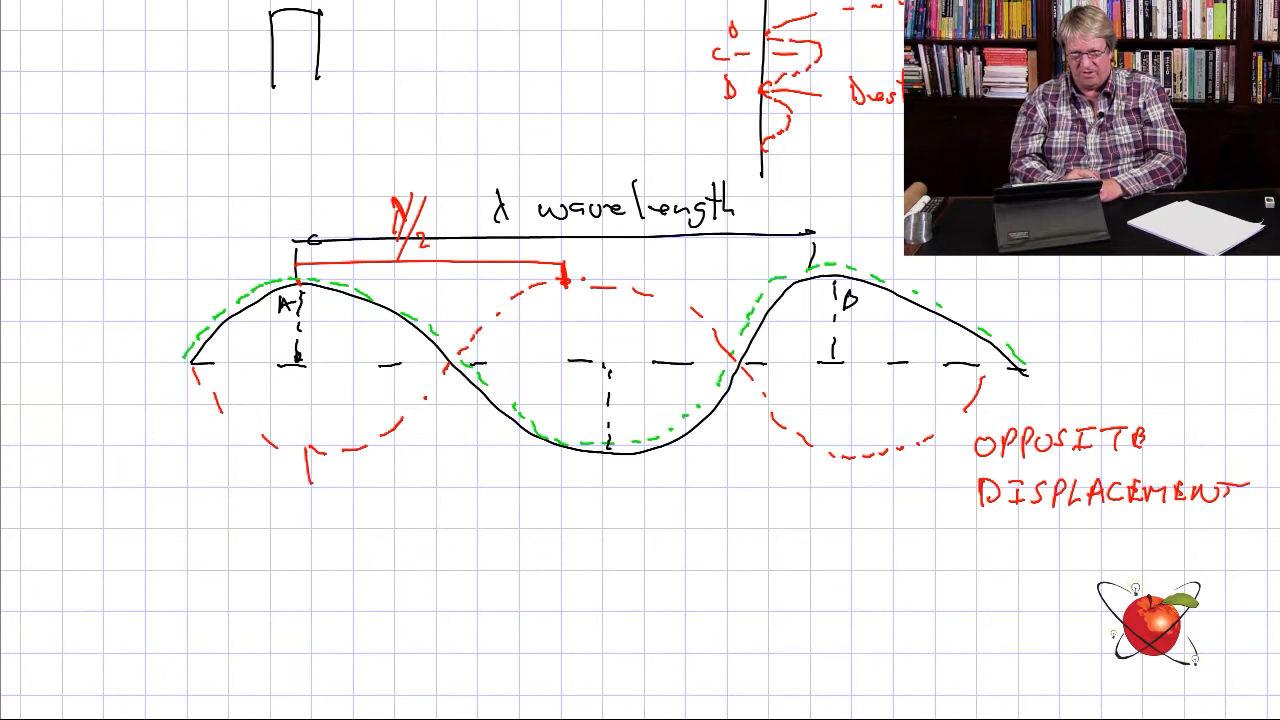 C
D
λ wavelength
λ/2
A
B
OPPOSITE
DISPLACEMENT